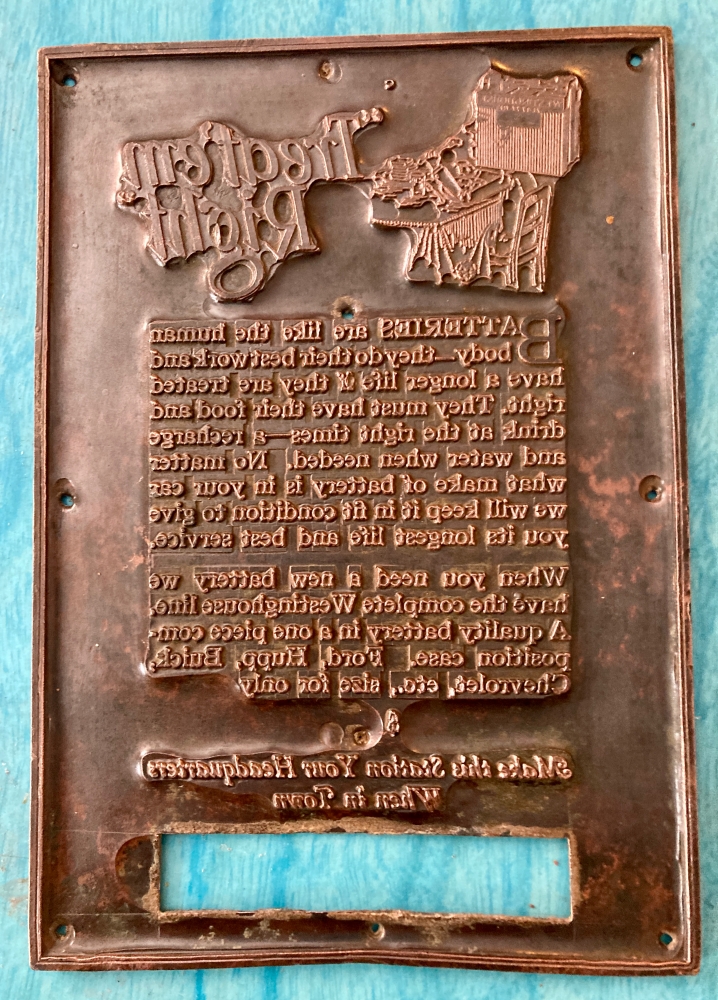 Treat'em
Right
WESTINGHOUSE
BATTERY
BATTERIES are like the human
body—they do their best work and
have a longer life if they are treated
right. They must have their food and
drink at the right times—a recharge
and water when needed. No matter
what make of battery is in your car
we will keep it in fit condition to give
you its longest life and best service.
When you need a new battery we
have the complete Westinghouse line.
A quality battery in a one piece com-
position case. Ford, Hupp, Buick,
Chevrolet, etc., size for only
$
Make this Station Your Headquarters
When in Town